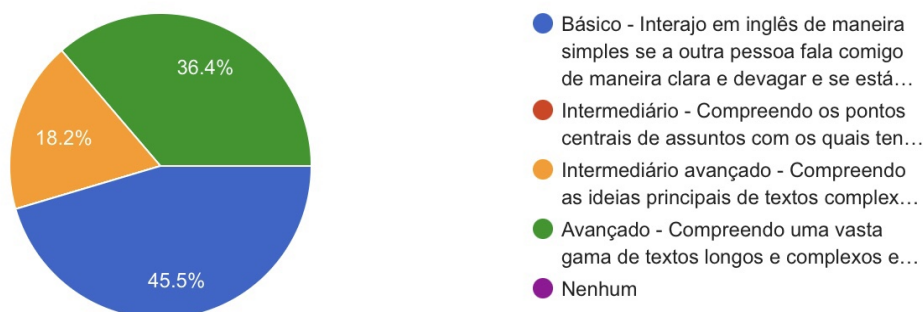 36.4%
18.2%
45.5%
Básico - Interajo em inglês de maneira
simples se a outra pessoa fala comigo
de maneira clara e devagar e se está…
Intermediário - Compreendo os pontos
centrais de assuntos com os quais ten…
Intermediário avançado - Compreendo
as ideias principais de textos complex…
Avançado - Compreendo uma vasta
gama de textos longos e complexos e…
Nenhum